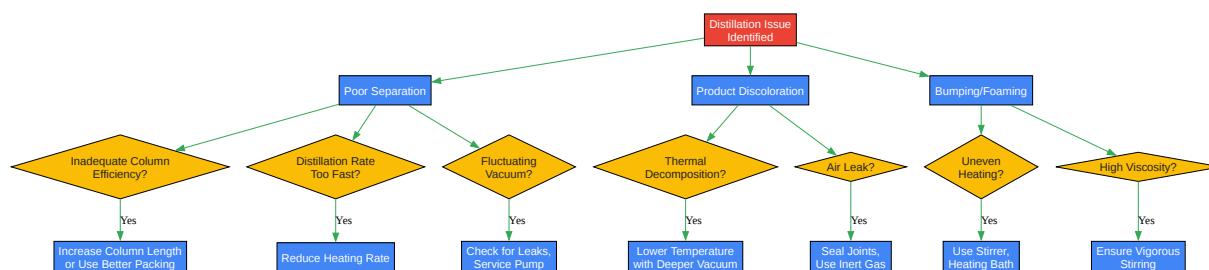 Distillation Issue
Identified
Poor Separation
Product Discoloration
Bumping/Foaming
Inadequate Column
Efficiency?
Distillation Rate
Too Fast?
Fluctuating
Vacuum?
Thermal
Decomposition?
Air Leak?
Uneven
Heating?
High Viscosity?
Yes
Yes
Yes
Yes
Yes
Yes
Yes
Increase Column Length
or Use Better Packing
Reduce Heating Rate
Check for Leaks,
Service Pump
Lower Temperature
with Deeper Vacuum
Seal Joints,
Use Inert Gas
Use Stirrer,
Heating Bath
Ensure Vigorous
Stirring